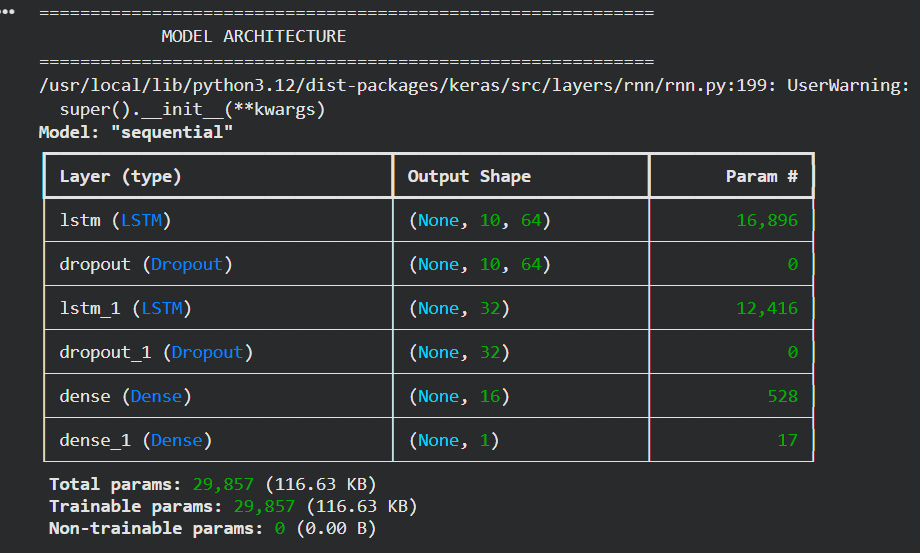 •••
============================================================
MODEL ARCHITECTURE
============================================================
/usr/local/lib/python3.12/dist-packages/keras/src/layers/rnn/rnn.py:199: UserWarning:
super().__init__(**kwargs)
Model: "sequential"
Layer (type) Output Shape Param #
lstm (LSTM) (None, 10, 64) 16,896
dropout (Dropout) (None, 10, 64) 0
lstm_1 (LSTM) (None, 32) 12,416
dropout_1 (Dropout) (None, 32) 0
dense (Dense) (None, 16) 528
dense_1 (Dense) (None, 1) 17
Total params: 29,857 (116.63 KB)
Trainable params: 29,857 (116.63 KB)
Non-trainable params: 0 (0.00 B)